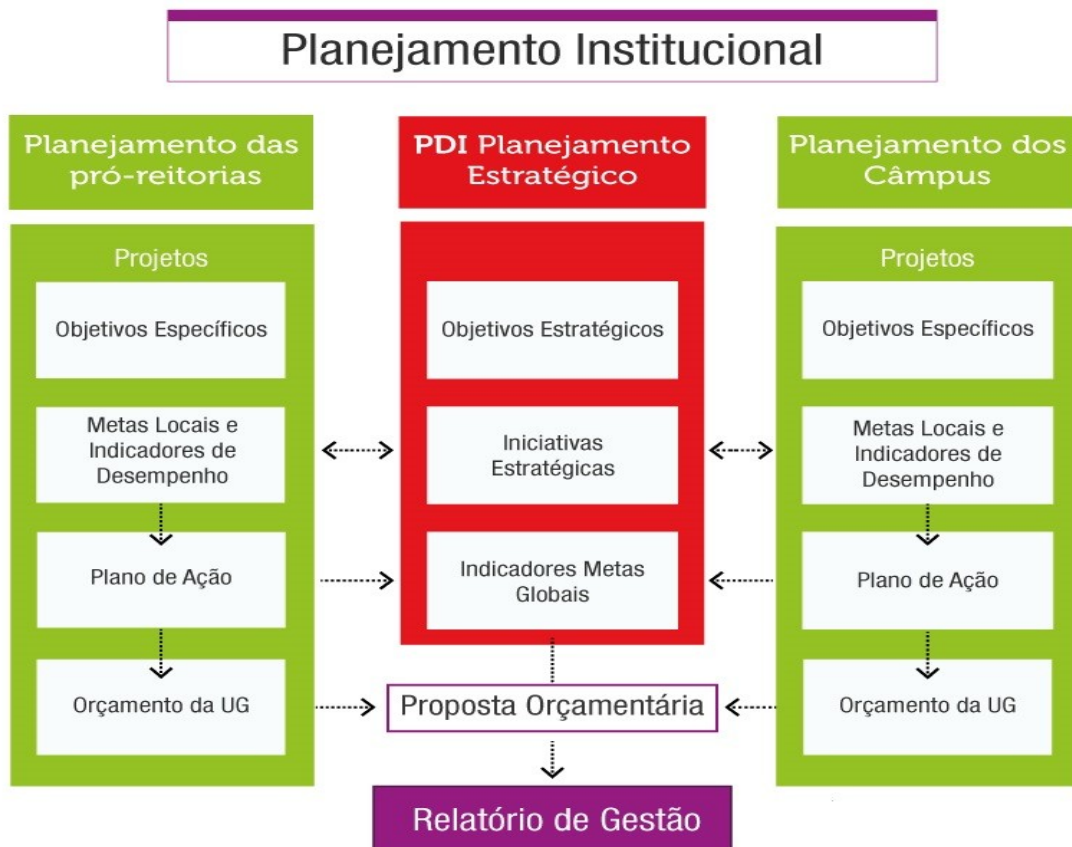 Planejamento Institucional
Planejamento das
pró-reitorias
Projetos
Objetivos Específicos
Metas Locais e
Indicadores de
Desempenho
Plano de Ação
Orçamento da UG
PDI Planejamento
Estratégico
Objetivos Estratégicos
Iniciativas
Estratégicas
Indicadores Metas
Globais
Planejamento dos
Câmpus
Projetos
Objetivos Específicos
Metas Locais e
Indicadores de
Desempenho
Plano de Ação
Orçamento da UG
Proposta Orçamentária
Relatório de Gestão